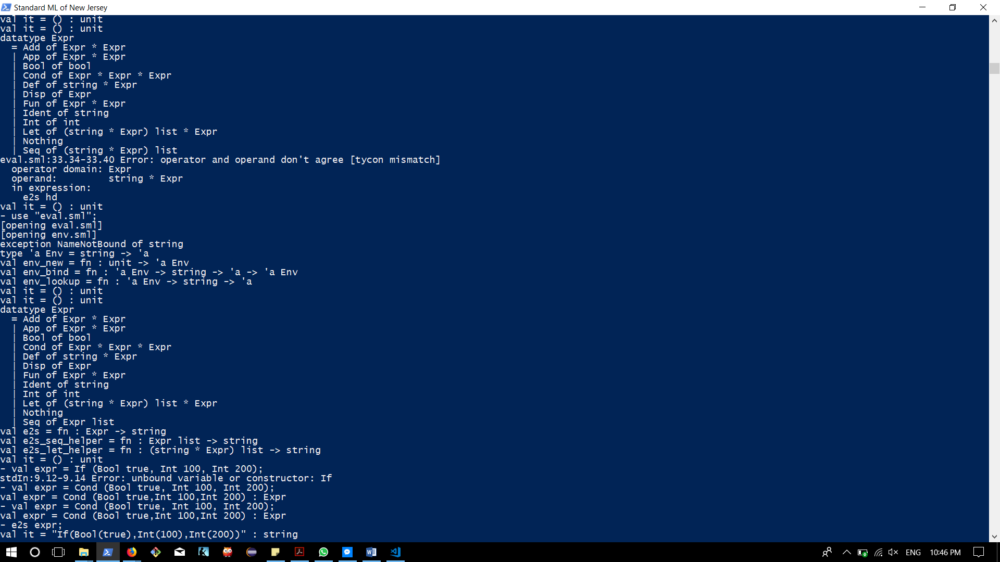 Standard ML of New Jersey
val it = () : unit
val it = () : unit
datatype Expr
  = Add of Expr * Expr
  | App of Expr * Expr
  | Bool of bool
  | Cond of Expr * Expr * Expr
  | Def of string * Expr
  | Disp of Expr
  | Fun of Expr * Expr
  | Ident of string
  | Int of int
  | Let of (string * Expr) list * Expr
  | Nothing
  | Seq of (string * Expr) list
eval.sml:33.34-33.40 Error: operator and operand don't agree [tycon mismatch]
  operator domain: Expr
  operand:         string * Expr
  in expression:
    e2s hd
val it = () : unit
- use "eval.sml";
[opening eval.sml]
[opening env.sml]
exception NameNotBound of string
type 'a Env = string -> 'a
val env_new = fn : unit -> 'a Env
val env_bind = fn : 'a Env -> string -> 'a -> 'a Env
val env_lookup = fn : 'a Env -> string -> 'a
val it = () : unit
val it = () : unit
datatype Expr
  = Add of Expr * Expr
  | App of Expr * Expr
  | Bool of bool
  | Cond of Expr * Expr * Expr
  | Def of string * Expr
  | Disp of Expr
  | Fun of Expr * Expr
  | Ident of string
  | Int of int
  | Let of (string * Expr) list * Expr
  | Nothing
  | Seq of Expr list
val e2s = fn : Expr -> string
val e2s_seq_helper = fn : Expr list -> string
val e2s_let_helper = fn : (string * Expr) list -> string
val it = () : unit
- val expr = If (Bool true, Int 100, Int 200);
stdIn:9.12-9.14 Error: unbound variable or constructor: If
- val expr = Cond (Bool true, Int 100, Int 200);
val expr = Cond (Bool true,Int 100,Int 200) : Expr
- val expr = Cond (Bool true, Int 100, Int 200);
val expr = Cond (Bool true,Int 100,Int 200) : Expr
- e2s expr;
val it = "If(Bool(true),Int(100),Int(200))" : string
ENG 10:46 PM